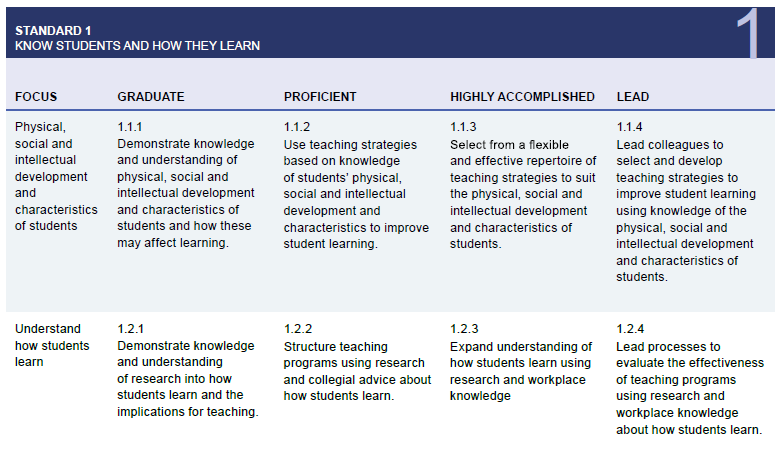 STANDARD 1
KNOW STUDENTS AND HOW THEY LEARN
1
FOCUS
GRADUATE
PROFICIENT
HIGHLY ACCOMPLISHED
LEAD
Physical,
social and
intellectual
development
and
characteristics
of students
1.1.1
Demonstrate knowledge
and understanding of
physical, social and
intellectual development
and characteristics of
students and how these
may affect learning.
1.1.2
Use teaching strategies
based on knowledge
of students' physical,
social and intellectual
development and
characteristics to improve
student learning.
1.1.3
Select from a flexible
and effective repertoire of
teaching strategies to suit
the physical, social and
intellectual development
and characteristics of
students.
1.1.4
Lead colleagues to
select and develop
teaching strategies to
improve student learning
using knowledge of the
physical, social and
intellectual development
and characteristics of
students.
Understand
how students
learn
1.2.1
Demonstrate knowledge
and understanding
of research into how
students learn and the
implications for teaching.
1.2.2
Structure teaching
programs using research
and collegial advice about
how students learn.
1.2.3
Expand understanding of
how students learn using
research and workplace
knowledge
1.2.4
Lead processes to
evaluate the effectiveness
of teaching programs
using research and
workplace knowledge
about how students learn.